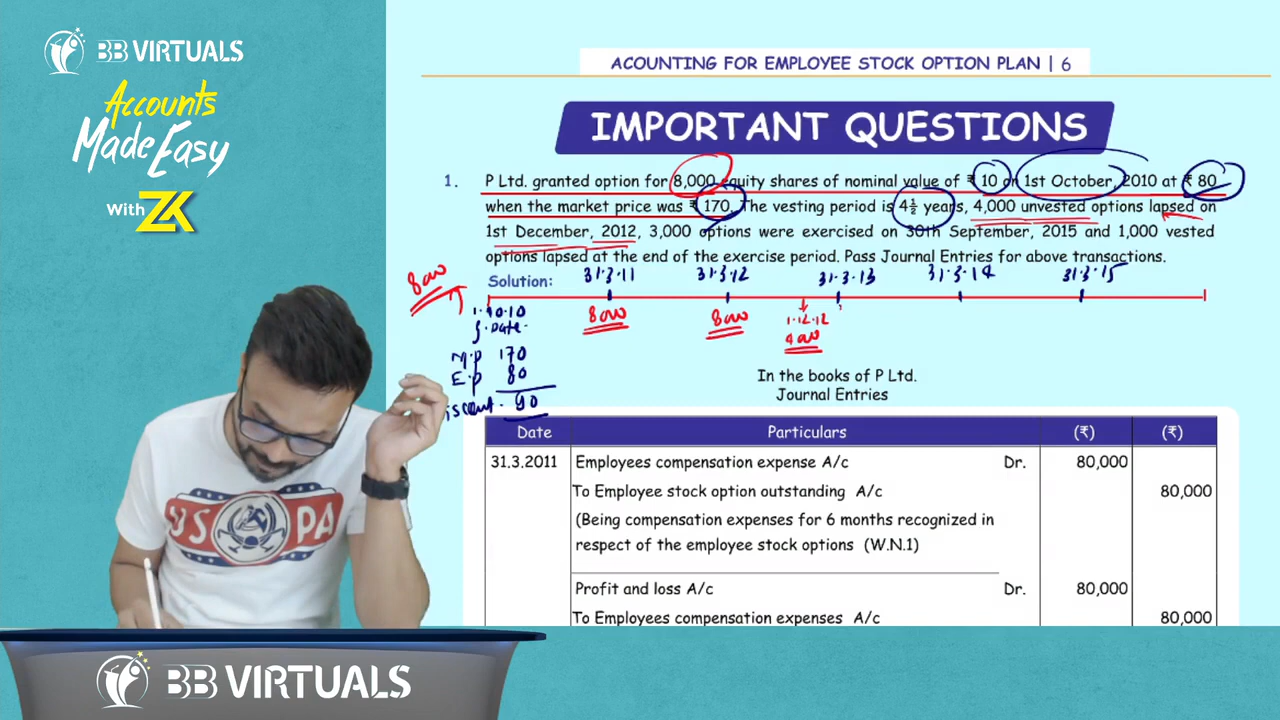 BB VIRTUALS
Accounts
Made Easy
With ZK
ACOUNTING FOR EMPLOYEE STOCK OPTION PLAN | 6
IMPORTANT QUESTIONS
1. P Ltd. granted option for 8,000 equity shares of nominal value of ₹ 10 on 1st October, 2010 at ₹ 80
when the market price was ₹ 170. The vesting period is 4½ years, 4,000 unvested options lapsed on
1st December, 2012, 3,000 options were exercised on 30th September, 2015 and 1,000 vested
options lapsed at the end of the exercise period. Pass Journal Entries for above transactions.
Solution:
31.3.11 31.3.12 31.3.13 31.3.14 31.3.15
1.10.10
G.Date.
8000 8000 1.12.12
M.P 170
E.P 80
90
In the books of P Ltd.
Journal Entries
Date Particulars (₹) (₹)
31.3.2011 Employees compensation expense A/c Dr. 80,000
To Employee stock option outstanding A/c 80,000
(Being compensation expenses for 6 months recognized in
respect of the employee stock options (W.N.1)
Profit and loss A/c Dr. 80,000
To Employees compensation expenses A/c 80,000
US PA
BB VIRTUALS